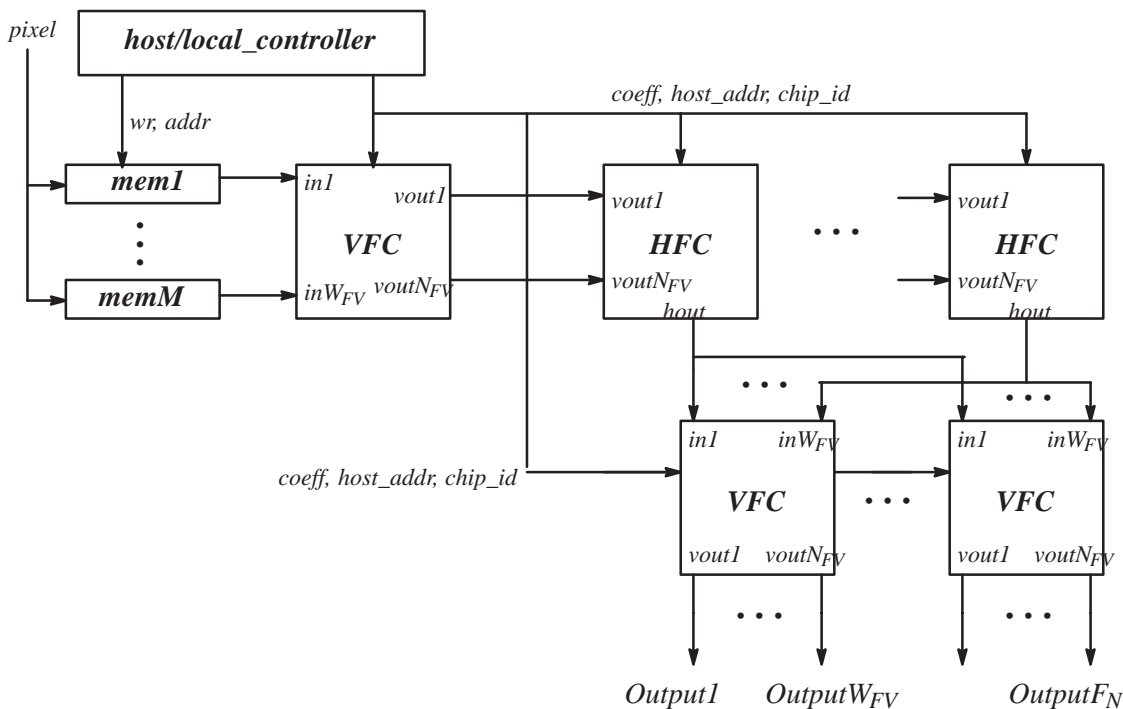 pixel
host/local_controller
coeff, host_addr, chip_id
wr, addr
mem1
in1
vout1
VFC
vout1
HFC
vout1
HFC
memM
inW_FV
voutN_FV
voutN_FV
hout
voutN_FV
hout
in1
inW_FV
in1
inW_FV
coeff, host_addr, chip_id
VFC
VFC
vout1
voutN_FV
vout1
voutN_FV
Output1
OutputW_FV
OutputF_N